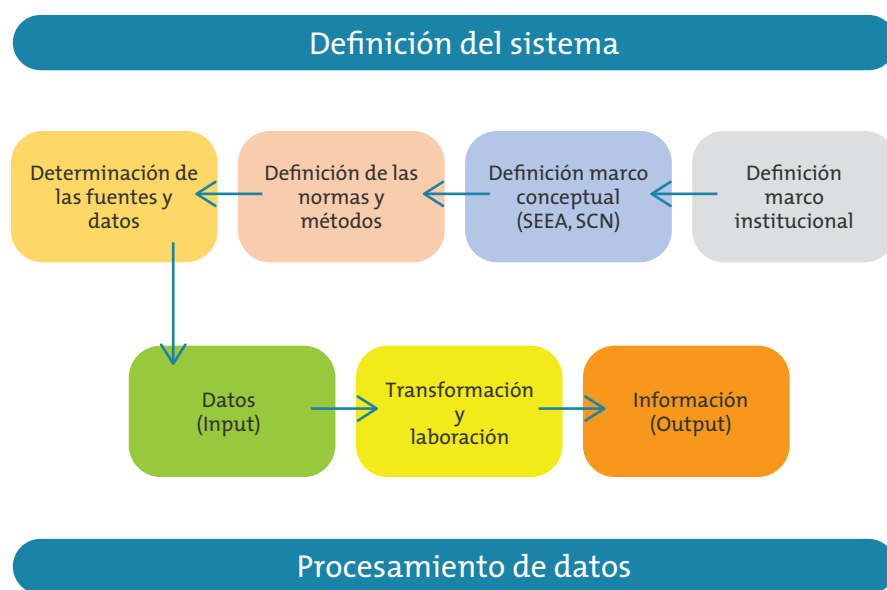 Definición del sistema
Determinación de
las fuentes y
datos
Definición de las
normas y
métodos
Definición marco
conceptual
(SEEA, SCN)
Definición
marco
institucional
Datos
(Input)
Transformación
y
laboración
Información
(Output)
Procesamiento de datos